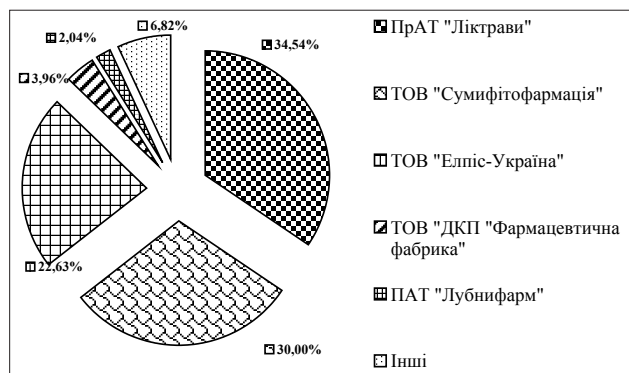 6,82%
2,04%
34,54%
3,96%
22,63%
30,00%
ПрАТ "Ліктрави"
ТОВ "Сумифітофармація"
ТОВ "Елпіс-Україна"
ТОВ "ДКП "Фармацевтична
фабрика"
ПАТ "Лубнифарм"
Інші